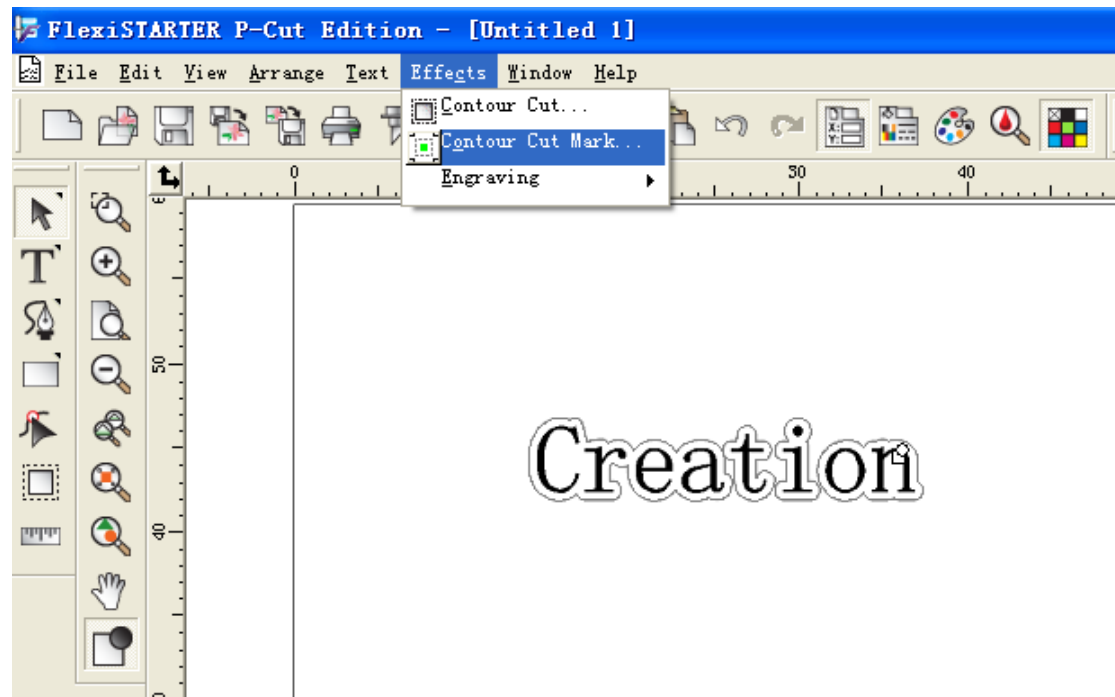 FlexiSTARTER P-Cut Edition - [Untitled 1]
File Edit View Arrange Text Effects Window Help
Contour Cut...
Contour Cut Mark...
Engraving
0 30 40
50
40
Creation